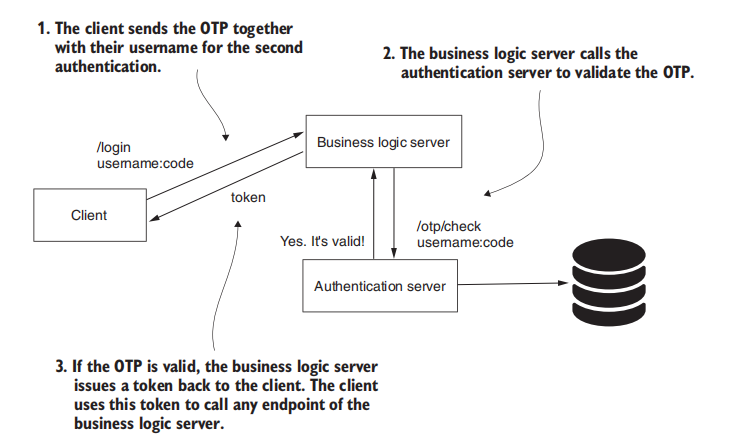 1. The client sends the OTP together
with their username for the second
authentication.
2. The business logic server calls the
authentication server to validate the OTP.
/login
username:code
Business logic server
token
Client
Yes. It's valid!
/otp/check
username:code
Authentication server
3. If the OTP is valid, the business logic server
issues a token back to the client. The client
uses this token to call any endpoint of the
business logic server.